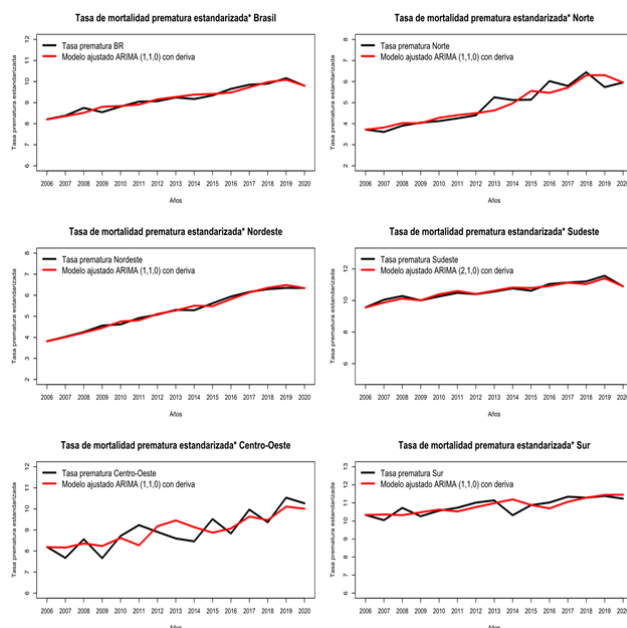 Tasa de mortalidad prematura estandarizada* Brasil
Tasa prematura BR
Modelo ajustado ARIMA (1,1,0) con deriva
Tasa prematura estandarizada
6 7 8 9 10 11 12
2006 2007 2008 2009 2010 2011 2012 2013 2014 2015 2016 2017 2018 2019 2020
Años
Tasa de mortalidad prematura estandarizada* Norte
Tasa prematura Norte
Modelo ajustado ARIMA (1,1,0) con deriva
Tasa prematura estandarizada
2 3 4 5 6 7 8
2006 2007 2008 2009 2010 2011 2012 2013 2014 2015 2016 2017 2018 2019 2020
Años
Tasa de mortalidad prematura estandarizada* Nordeste
Tasa prematura Nordeste
Modelo ajustado ARIMA (1,1,0) con deriva
Tasa prematura estandarizada
2 3 4 5 6 7 8
2006 2007 2008 2009 2010 2011 2012 2013 2014 2015 2016 2017 2018 2019 2020
Años
Tasa de mortalidad prematura estandarizada* Sudeste
Tasa prematura Sudeste
Modelo ajustado ARIMA (2,1,0) con deriva
Tasa prematura estandarizada
6 8 10 12
2006 2007 2008 2009 2010 2011 2012 2013 2014 2015 2016 2017 2018 2019 2020
Años
Tasa de mortalidad prematura estandarizada* Centro-Oeste
Tasa prematura Centro-Oeste
Modelo ajustado ARIMA (1,1,0) con deriva
Tasa prematura estandarizada
6 7 8 9 10 11 12
2006 2007 2008 2009 2010 2011 2012 2013 2014 2015 2016 2017 2018 2019 2020
Años
Tasa de mortalidad prematura estandarizada* Sur
Tasa prematura Sur
Modelo ajustado ARIMA (1,1,0) con deriva
Tasa prematura estandarizada
6 7 8 9 10 11 12 13
2006 2007 2008 2009 2010 2011 2012 2013 2014 2015 2016 2017 2018 2019 2020
Años